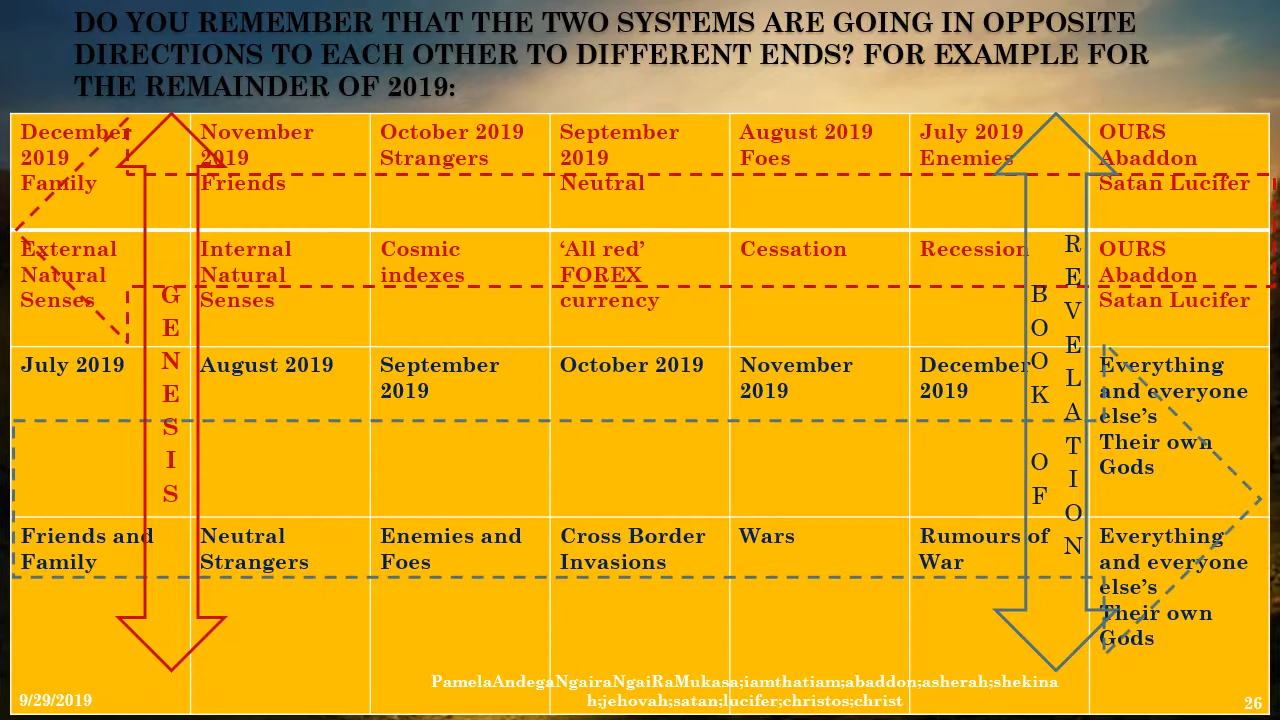 DO YOU REMEMBER THAT THE TWO SYSTEMS ARE GOING IN OPPOSITE
DIRECTIONS TO EACH OTHER TO DIFFERENT ENDS? FOR EXAMPLE FOR
THE REMAINDER OF 2019:
December
2019
Family
November
2019
Friends
October 2019
Strangers
September
2019
Neutral
August 2019
Foes
July 2019
Enemies
OURS
Abaddon
Satan Lucifer
External
Natural
Senses
Internal
Natural
Senses
Cosmic
indexes
‘All red’
FOREX
currency
Cessation
Recession
OURS
Abaddon
Satan Lucifer
July 2019
August 2019
September
2019
October 2019
November
2019
December
2019
Everything
and everyone
else’s
Their own
Gods
Friends and
Family
Neutral
Strangers
Enemies and
Foes
Cross Border
Invasions
Wars
Rumours of
War
Everything
and everyone
else’s
Their own
Gods
GENESIS
BOOK OF
REVELATION
9/29/2019
PamelaAndegaNgairaNgaiRaMukasa;iamthatiam;abaddon;asherah;shekina
h;jehovah;satan;lucifer;christos;christ
26